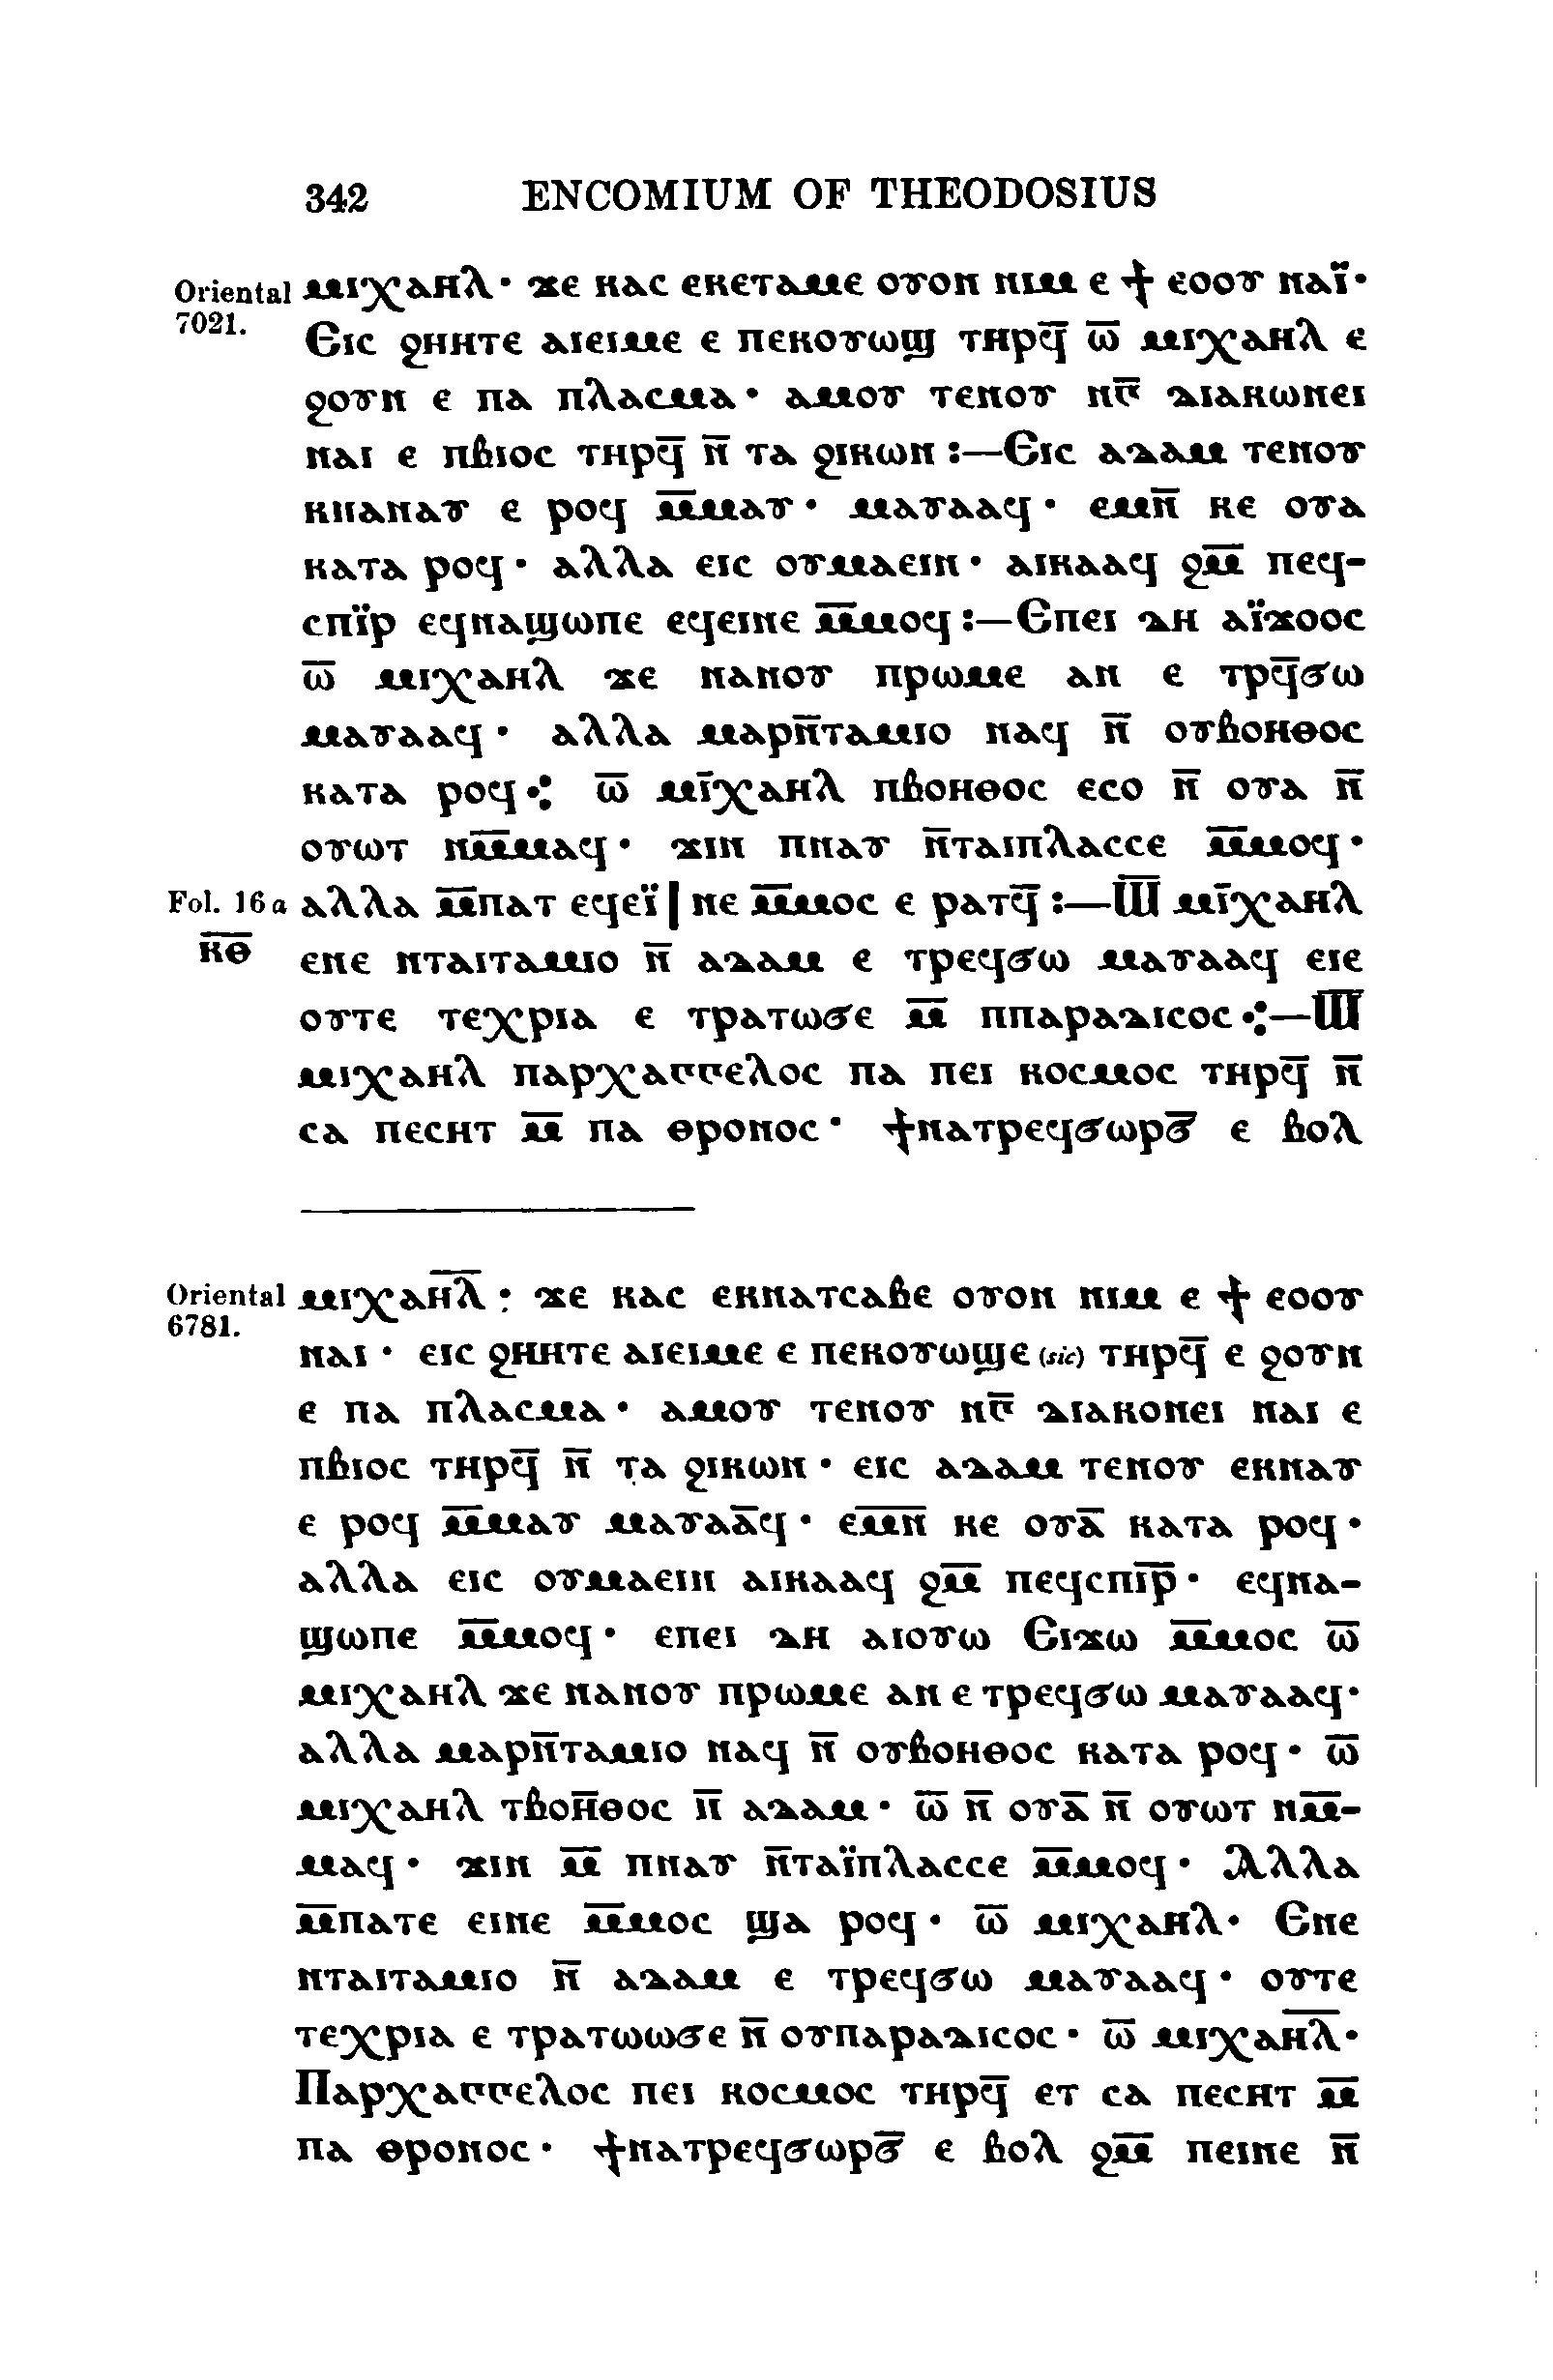 342 ENCOMIUM OF THEODOSIUS
Oriental ⲙⲓⲭⲁⲏⲗ· ϫⲉ ⲕⲁⲥ ⲉⲕⲉⲧⲁⲙⲉ ⲟⲩⲟⲛ ⲛⲓⲙ ⲉ ϯ ⲉⲟⲟⲩ ⲛⲁⲓ̈·
7021. Ⲉⲓⲥ ϩⲏⲏⲧⲉ ⲁⲓⲉⲓⲙⲉ ⲉ ⲡⲉⲕⲟⲩⲱϣ ⲧⲏⲣϥ̅ ⲱ̅ ⲙⲓⲭⲁⲏⲗ ⲉ
ϩⲟⲩⲛ ⲉ ⲡⲁ ⲡⲗⲁⲥⲙⲁ· ⲁⲙⲟⲩ ⲧⲉⲛⲟⲩ ⲛⲅ̅ ⲇⲓⲁⲕⲱⲛⲉⲓ
ⲛⲁⲓ ⲉ ⲡⲃⲓⲟⲥ ⲧⲏⲣϥ̅ ⲛ̅ ⲧⲁ ϩⲓⲕⲱⲛ :—Ⲉⲓⲥ ⲁⲇⲁⲙ ⲧⲉⲛⲟⲩ
ⲕⲛⲁⲛⲁⲩ ⲉ ⲣⲟϥ ⲙ̅ⲙⲁⲩ· ⲙⲁⲩⲁⲁϥ· ⲉⲙⲛ̅ ⲕⲉ ⲟⲩⲁ
ⲕⲁⲧⲁ ⲣⲟϥ· ⲁⲗⲗⲁ ⲉⲓⲥ ⲟⲩⲙⲁⲉⲓⲛ· ⲁⲓⲕⲁⲁϥ ϩⲙ̅ ⲡⲉϥ-
ⲥⲡⲓ̈ⲣ ⲉϥⲛⲁϣⲱⲡⲉ ⲉϥⲉⲓⲛⲉ ⲙ̅ⲙⲟϥ :—Ⲉⲡⲉⲓ ⲇⲏ ⲁⲓ̈ϫⲟⲟⲥ
ⲱ̅ ⲙⲓⲭⲁⲏⲗ ϫⲉ ⲛⲁⲛⲟⲩ ⲡⲣⲱⲙⲉ ⲁⲛ ⲉ ⲧⲣϥ̅ϭⲱ
ⲙⲁⲩⲁⲁϥ· ⲁⲗⲗⲁ ⲙⲁⲣⲛ̅ⲧⲁⲙⲓⲟ ⲛⲁϥ ⲛ̅ ⲟⲩⲃⲟⲏⲑⲟⲥ
ⲕⲁⲧⲁ ⲣⲟϥ⁖ ⲱ̅ ⲙⲓ̅ⲭⲁⲏⲗ ⲡⲃⲟⲏⲑⲟⲥ ⲉⲥⲟ ⲛ̅ ⲟⲩⲁ ⲛ̅
ⲟⲩⲱⲧ ⲛⲙ̅ⲙⲁϥ· ϫⲓⲛ ⲡⲛⲁⲩ ⲛ̅ⲧⲁⲓⲡⲗⲁⲥⲥⲉ ⲙ̅ⲙⲟϥ·
Fol. 16 a ⲁⲗⲗⲁ ⲙ̅ⲡⲁⲧ ⲉϥⲉⲓ̈ | ⲛⲉ ⲙ̅ⲙⲟⲥ ⲉ ⲣⲁⲧϥ̅ :—Ⲱ̅ ⲙⲓ̅ⲭⲁⲏⲗ
ⲕ̅ⲑ̅ ⲉⲛⲉ ⲛⲧⲁⲓⲧⲁⲙⲓⲟ ⲛ̅ ⲁⲇⲁⲙ ⲉ ⲧⲣⲉϥϭⲱ ⲙⲁⲩⲁⲁϥ ⲉⲓⲉ
ⲟⲩⲧⲉ ⲧⲉⲭⲣⲓⲁ ⲉ ⲧⲣⲁⲧⲱϭⲉ ⲙ̅ ⲡⲡⲁⲣⲁⲇⲓⲥⲟⲥ⁖—Ⲱ̅
ⲙⲓⲭⲁⲏⲗ ⲡⲁⲣⲭⲁⲅⲅⲉⲗⲟⲥ ⲡⲁ ⲡⲉⲓ ⲕⲟⲥⲙⲟⲥ ⲧⲏⲣϥ̅ ⲛ̅
ⲥⲁ ⲡⲉⲥⲏⲧ ⲙ̅ ⲡⲁ ⲑⲣⲟⲛⲟⲥ· ϯⲛⲁⲧⲣⲉϥϭⲱⲣϭ̅ ⲉ ⲃⲟⲗ
Oriental ⲙⲓⲭⲁⲏ̅ⲗ̅ : ϫⲉ ⲕⲁⲥ ⲉⲕⲛⲁⲧⲥⲁⲃⲉ ⲟⲩⲟⲛ ⲛⲓⲙ ⲉ ϯ ⲉⲟⲟⲩ
6781. ⲛⲁⲓ · ⲉⲓⲥ ϩⲏⲏⲧⲉ ⲁⲓⲉⲓⲙⲉ ⲉ ⲡⲉⲕⲟⲩⲱϣⲉ (sic) ⲧⲏⲣϥ̅ ⲉ ϩⲟⲩⲛ
ⲉ ⲡⲁ ⲡⲗⲁⲥⲙⲁ· ⲁⲙⲟⲩ ⲧⲉⲛⲟⲩ ⲛⲅ̅ ⲇⲓⲁⲕⲟⲛⲉⲓ ⲛⲁⲓ ⲉ
ⲡⲃⲓⲟⲥ ⲧⲏⲣϥ̅ ⲛ̅ ⲧⲁ ϩⲓⲕⲱⲛ · ⲉⲓⲥ ⲁⲇⲁⲙ ⲧⲉⲛⲟⲩ ⲉⲕⲛⲁⲩ
ⲉ ⲣⲟϥ ⲙ̅ⲙⲁⲩ ⲙⲁⲩⲁⲁ̅ϥ · ⲉⲙ̅ⲛ̅ ⲕⲉ ⲟⲩⲁ̅ ⲕⲁⲧⲁ ⲣⲟϥ·
ⲁⲗⲗⲁ ⲉⲓⲥ ⲟⲩⲙⲁⲉⲓⲛ ⲁⲓⲕⲁⲁϥ ϩⲙ̅ ⲡⲉϥⲥⲡⲓ̅ⲣ̅· ⲉϥⲛⲁ-
ϣⲱⲡⲉ ⲙ̅ⲙⲟϥ· ⲉⲡⲉⲓ ⲇⲏ ⲁⲓⲟⲩⲱ Ⲉⲓϫⲱ ⲙ̅ⲙⲟⲥ ⲱ̅
ⲙⲓⲭⲁⲏⲗ ϫⲉ ⲛⲁⲛⲟⲩ ⲡⲣⲱⲙⲉ ⲁⲛ ⲉ ⲧⲣⲉϥϭⲱ ⲙⲁⲩⲁⲁϥ·
ⲁⲗⲗⲁ ⲙⲁⲣⲛ̅ⲧⲁⲙⲓⲟ ⲛⲁϥ ⲛ̅ ⲟⲩⲃⲟⲏⲑⲟⲥ ⲕⲁⲧⲁ ⲣⲟϥ· ⲱ̅
ⲙⲓⲭⲁⲏⲗ ⲧⲃⲟⲏ̅ⲑⲟⲥ ⲛ̅ ⲁⲇⲁⲙ· ⲱ̅ ⲛ̅ ⲟⲩⲁ̅ ⲛ̅ ⲟⲩⲱⲧ ⲛⲙ̅-
ⲙⲁϥ· ϫⲓⲛ ⲙ̅ ⲡⲛⲁⲩ ⲛ̅ⲧⲁⲓ̈ⲡⲗⲁⲥⲥⲉ ⲙ̅ⲙⲟϥ· Ⲁⲗⲗⲁ
ⲙ̅ⲡⲁⲧⲉ ⲉⲓⲛⲉ ⲙ̅ⲙⲟⲥ ϣⲁ ⲣⲟϥ· ⲱ̅ ⲙⲓⲭⲁⲏⲗ· Ⲉⲛⲉ
ⲛⲧⲁⲓⲧⲁⲙⲓⲟ ⲛ̅ ⲁⲇⲁⲙ ⲉ ⲧⲣⲉϥϭⲱ ⲙⲁⲩⲁⲁϥ· ⲟⲩⲧⲉ
ⲧⲉⲭⲣⲓⲁ ⲉ ⲧⲣⲁⲧⲱⲱϭⲉ ⲛ̅ ⲟⲩⲡⲁⲣⲁⲇⲓⲥⲟⲥ· ⲱ̅ ⲙⲓⲭⲁⲏ̅ⲗ̅·
Ⲡⲁⲣⲭⲁⲅⲅⲉⲗⲟⲥ ⲡⲉⲓ ⲕⲟⲥⲙⲟⲥ ⲧⲏⲣϥ̅ ⲉⲧ ⲥⲁ ⲡⲉⲥⲏⲧ ⲙ̅
ⲡⲁ ⲑⲣⲟⲛⲟⲥ· ϯⲛⲁⲧⲣⲉϥϭⲱⲣϭ̅ ⲉ ⲃⲟⲗ ϩⲙ̅ ⲡⲉⲓⲛⲉ ⲛ̅